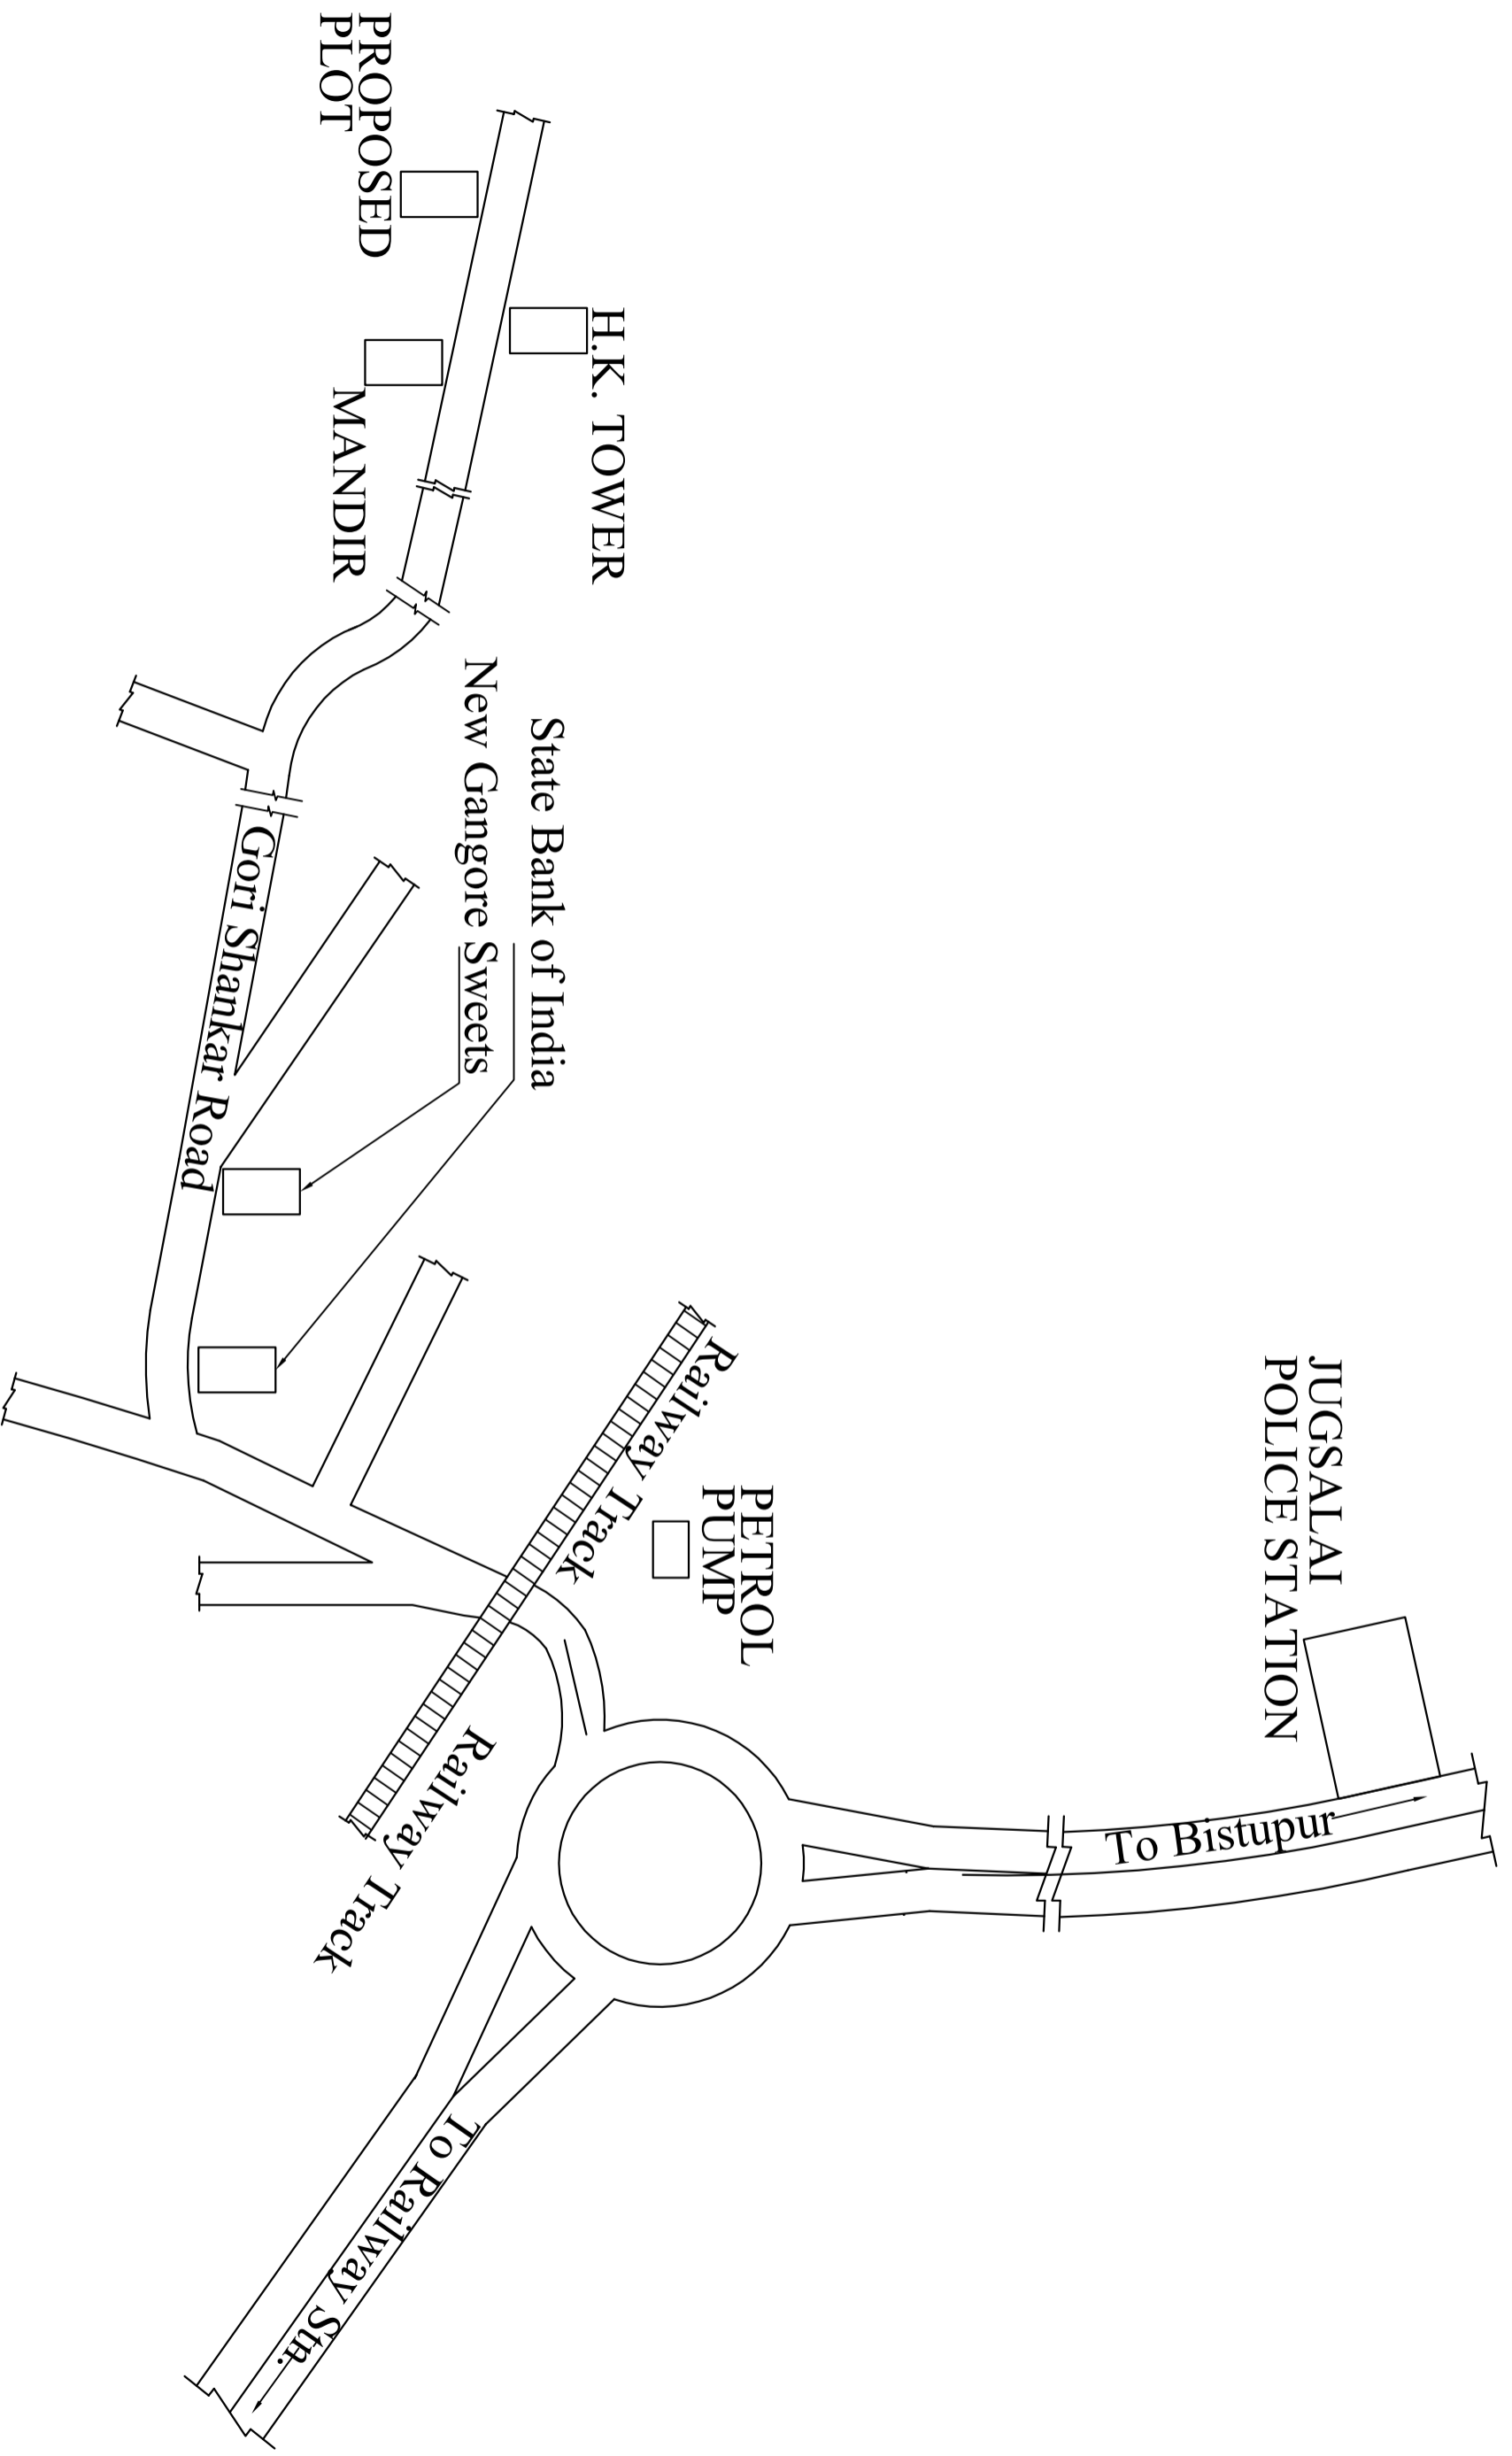 JUGSALAI
POLICE STATION
To Bistupur
PETROL
PUMP
Railway Track
Railway Track
To Railway Stn.
H.K. TOWER
State Bank of India
New Gangore Sweets
PROPOSED
PLOT
MANDIR
Gori Shankar Road